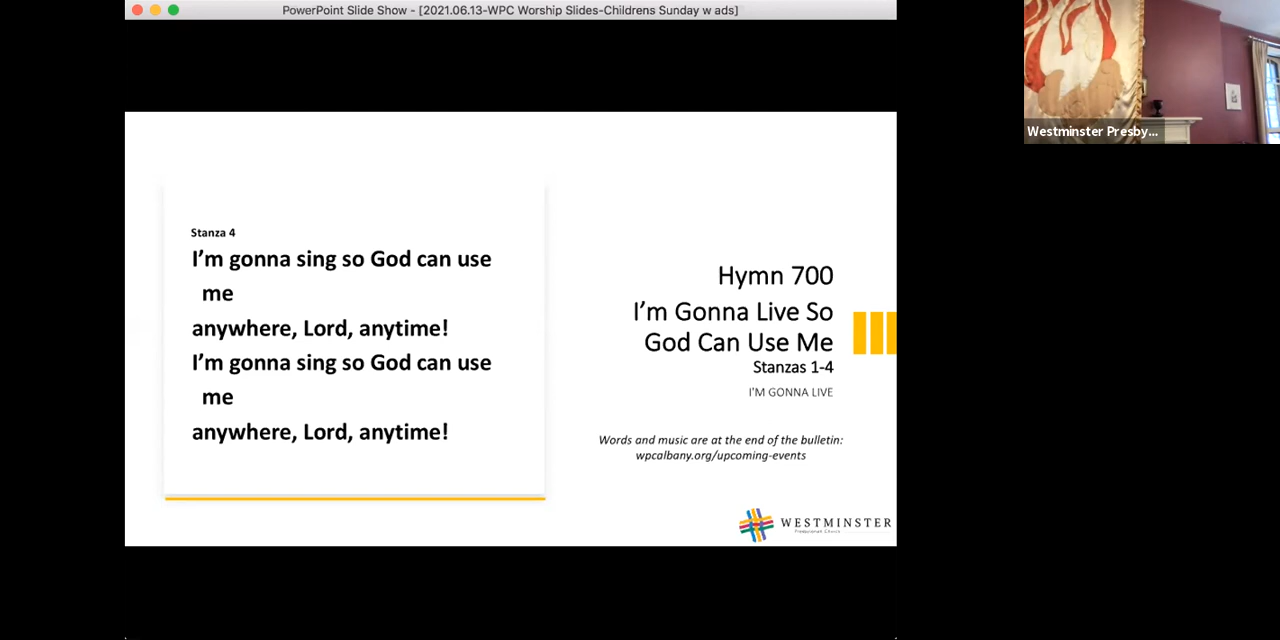 PowerPoint Slide Show - [2021.06.13-WPC Worship Slides-Childrens Sunday w ads]
Westminster Presby...
Stanza 4
I'm gonna sing so God can use
me
anywhere, Lord, anytime!
I'm gonna sing so God can use
me
anywhere, Lord, anytime!
Hymn 700
I'm Gonna Live So
God Can Use Me
Stanzas 1-4
I'M GONNA LIVE
Words and music are at the end of the bulletin:
wpcalbany.org/upcoming-events
WESTMINSTER
Presbyterian Church